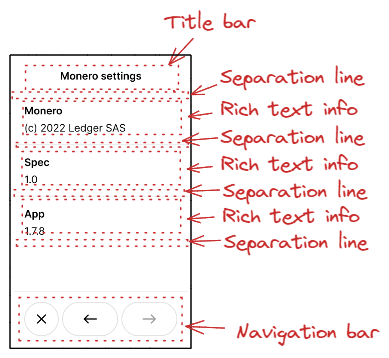 Title bar
Monero settings
Separation line
Monero
Rich text info
(c) 2022 Ledger SAS
Separation line
Spec
Rich text info
1.0
Separation line
App
Rich text info
1.7.8
Separation line
Navigation bar